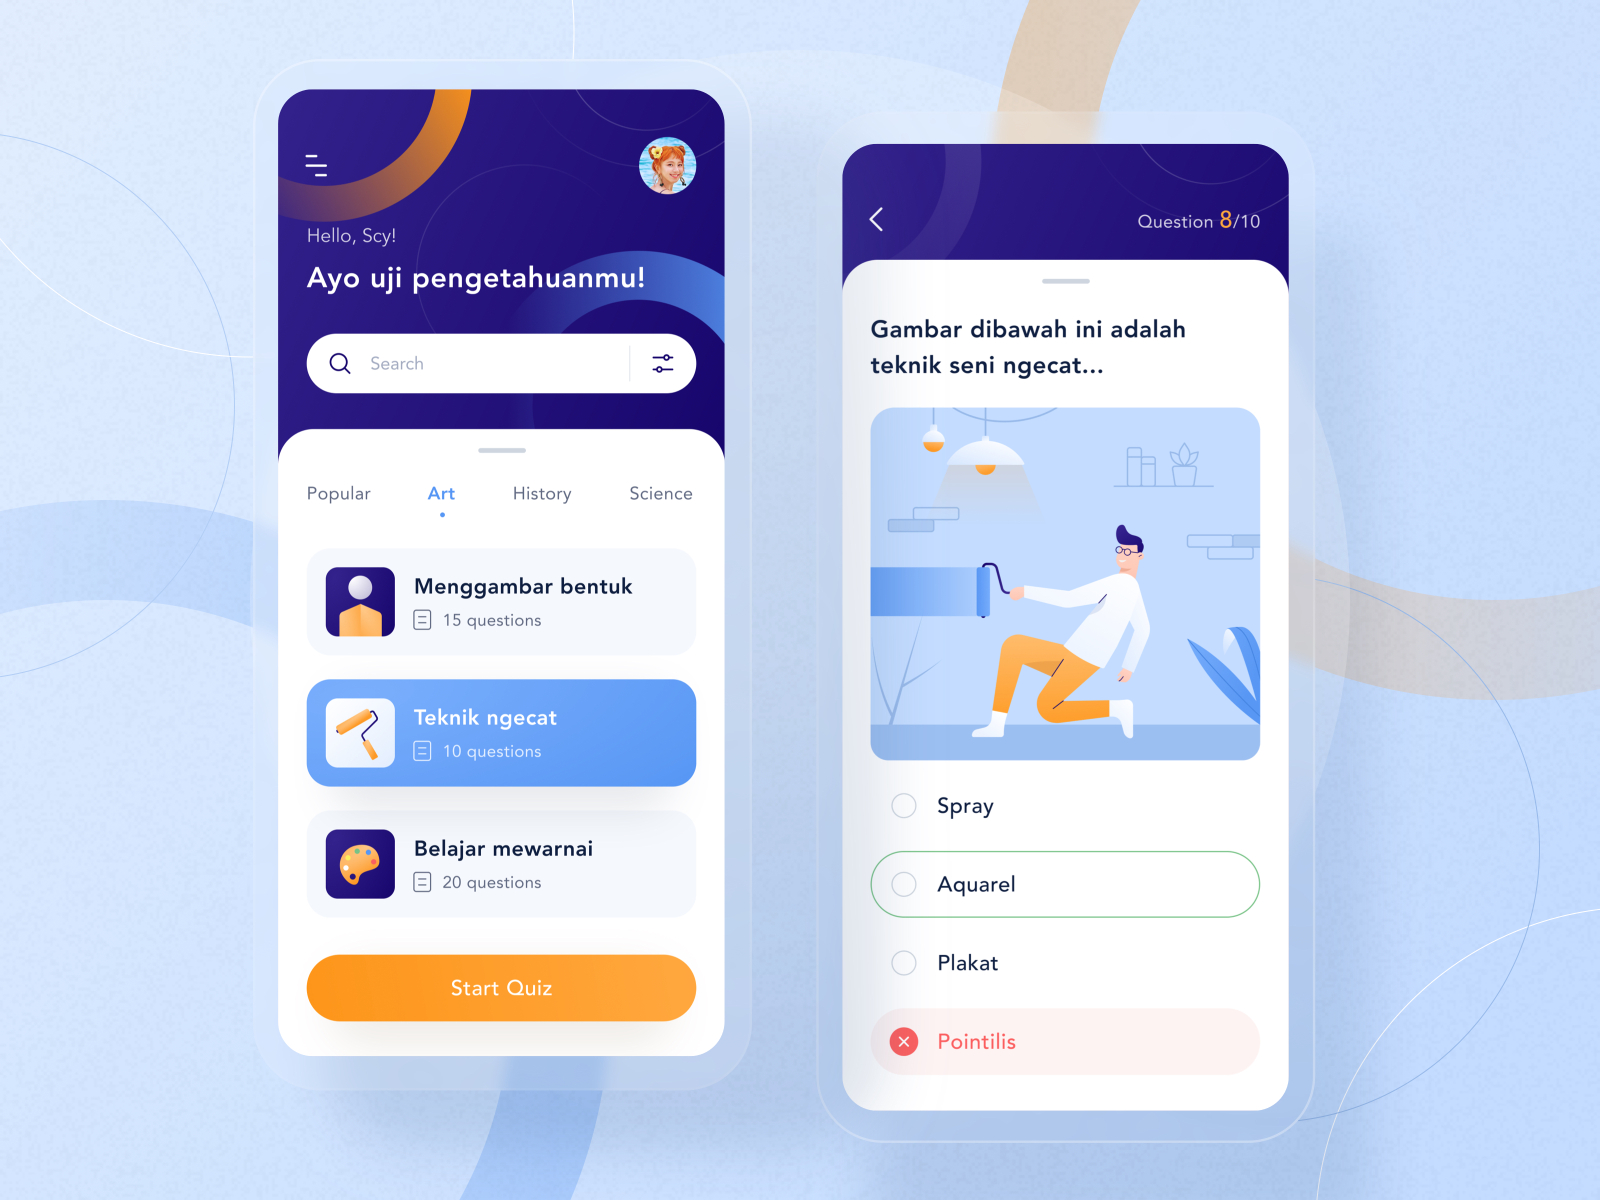 Hello, Scy!
Ayo uji pengetahuanmu!
Search
Popular Art History Science
Menggambar bentuk
15 questions
Teknik ngecat
10 questions
Belajar mewarnai
20 questions
Start Quiz
Question 8/10
Gambar dibawah ini adalah
teknik seni ngecat...
Spray
Aquarel
Plakat
Pointilis